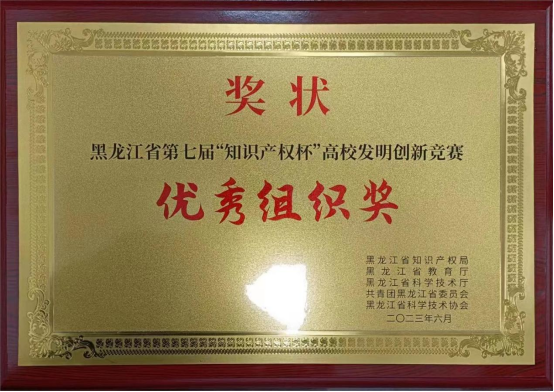 奖状
黑龙江省第七届“知识产权杯”高校发明创新竞赛
优秀组织奖
黑龙江省知识产权局
黑龙江省教育厅
黑龙江省科学技术厅
共青团黑龙江省委员会
黑龙江省科学技术协会
二〇二三年六月